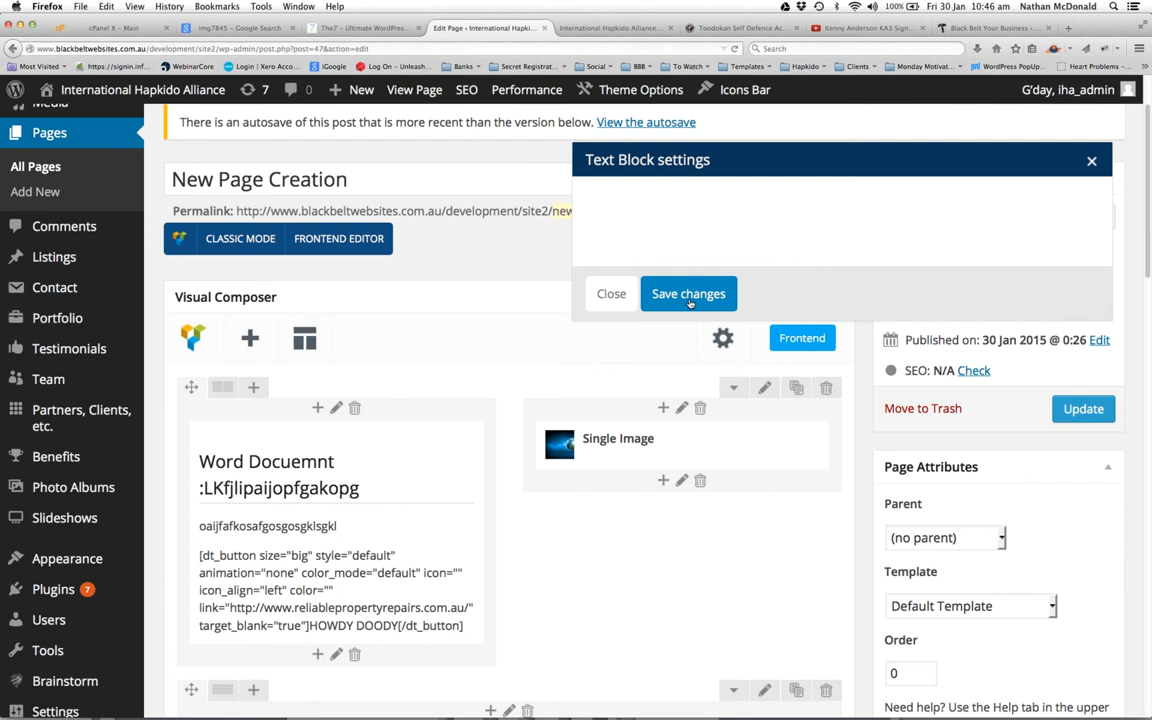 Firefox File Edit View History Bookmarks Tools Window Help 100% Fri 30 Jan 10:46 am Nathan McDonald
cPanel X - Main img7845 - Google Search The7 - Ultimate WordPres... Edit Page ‹ International Hapki... International Hapkido Alliance... Toodokan Self Defence Ac... Kenny Anderson KA3 Sign... Black Belt Your Business - ...
www.blackbeltwebsites.com.au/development/site2/wp-admin/post.php?post=47&action=edit Search
Most Visited https://signin.inf... WebinarCore Login | Xero Acco... iGoogle Log On - Unleash... Banks Secret Registrat... Social BBB To Watch Templates Hapkido Clients Monday Motivat... WordPress PopUp... Heart Problems -...
International Hapkido Alliance 7 0 New View Page SEO Performance Theme Options Icons Bar G'day, iha_admin
Media
Pages
All Pages
Add New
Comments
Listings
Contact
Portfolio
Testimonials
Team
Partners, Clients,
etc.
Benefits
Photo Albums
Slideshows
Appearance
Plugins 7
Users
Tools
Brainstorm
Settings
There is an autosave of this post that is more recent than the version below. View the autosave
New Page Creation
Permalink: http://www.blackbeltwebsites.com.au/development/site2/new
CLASSIC MODE FRONTEND EDITOR
Text Block settings
Close Save changes
Visual Composer
Frontend
Word Docuemnt
:LKfjlipaijopfgakopg
oaijfafkosafgosgosgklsgkl
[dt_button size="big" style="default"
animation="none" color_mode="default" icon=""
icon_align="left" color=""
link="http://www.reliablepropertyrepairs.com.au/"
target_blank="true"]HOWDY DOODY[/dt_button]
Single Image
Published on: 30 Jan 2015 @ 0:26 Edit
SEO: N/A Check
Move to Trash Update
Page Attributes
Parent
(no parent)
Template
Default Template
Order
0
Need help? Use the Help tab in the upper